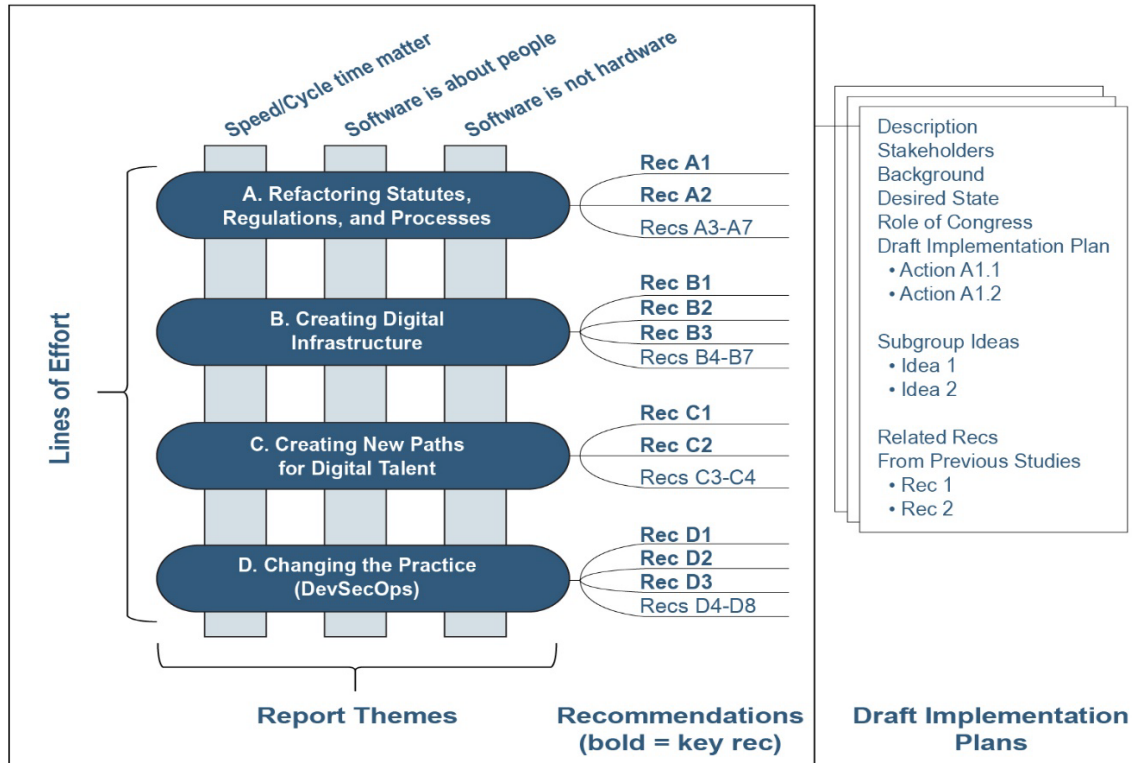 Speed/Cycle time matter
Software is about people
Software is not hardware
Lines of Effort
A. Refactoring Statutes,
Regulations, and Processes
Rec A1
Rec A2
Recs A3-A7
B. Creating Digital
Infrastructure
Rec B1
Rec B2
Rec B3
Recs B4-B7
C. Creating New Paths
for Digital Talent
Rec C1
Rec C2
Recs C3-C4
D. Changing the Practice
(DevSecOps)
Rec D1
Rec D2
Rec D3
Recs D4-D8
Report Themes
Recommendations
(bold = key rec)
Description
Stakeholders
Background
Desired State
Role of Congress
Draft Implementation Plan
• Action A1.1
• Action A1.2
Subgroup Ideas
• Idea 1
• Idea 2
Related Recs
From Previous Studies
• Rec 1
• Rec 2
Draft Implementation
Plans